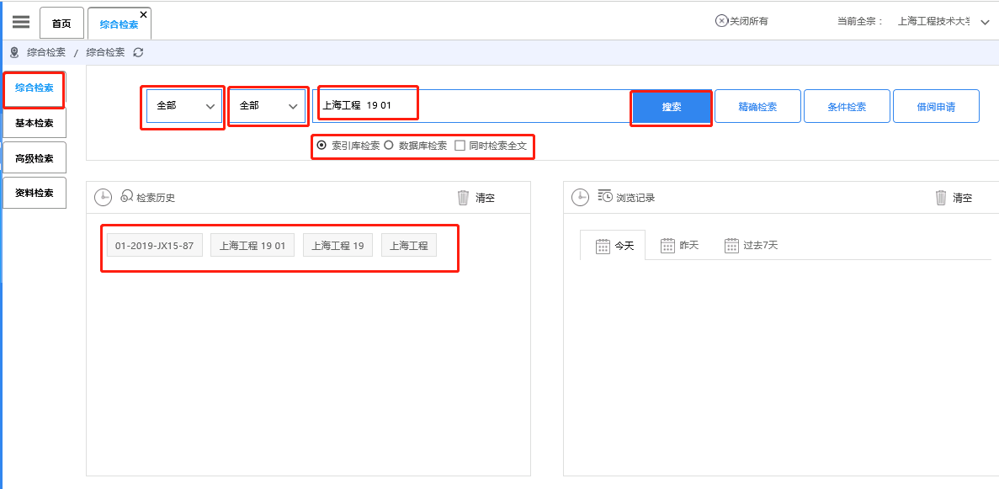 首页 综合检索 关闭所有 当前全宗： 上海工程技术大
综合检索 / 综合检索
综合检索
基本检索
高级检索
资料检索
全部 全部 上海工程 19 01 搜索 精确检索 条件检索 借阅申请
索引库检索 数据库检索 同时检索全文
检索历史 清空
01-2019-JX15-87 上海工程 19 01 上海工程 19 上海工程
浏览记录 清空
今天 昨天 过去7天